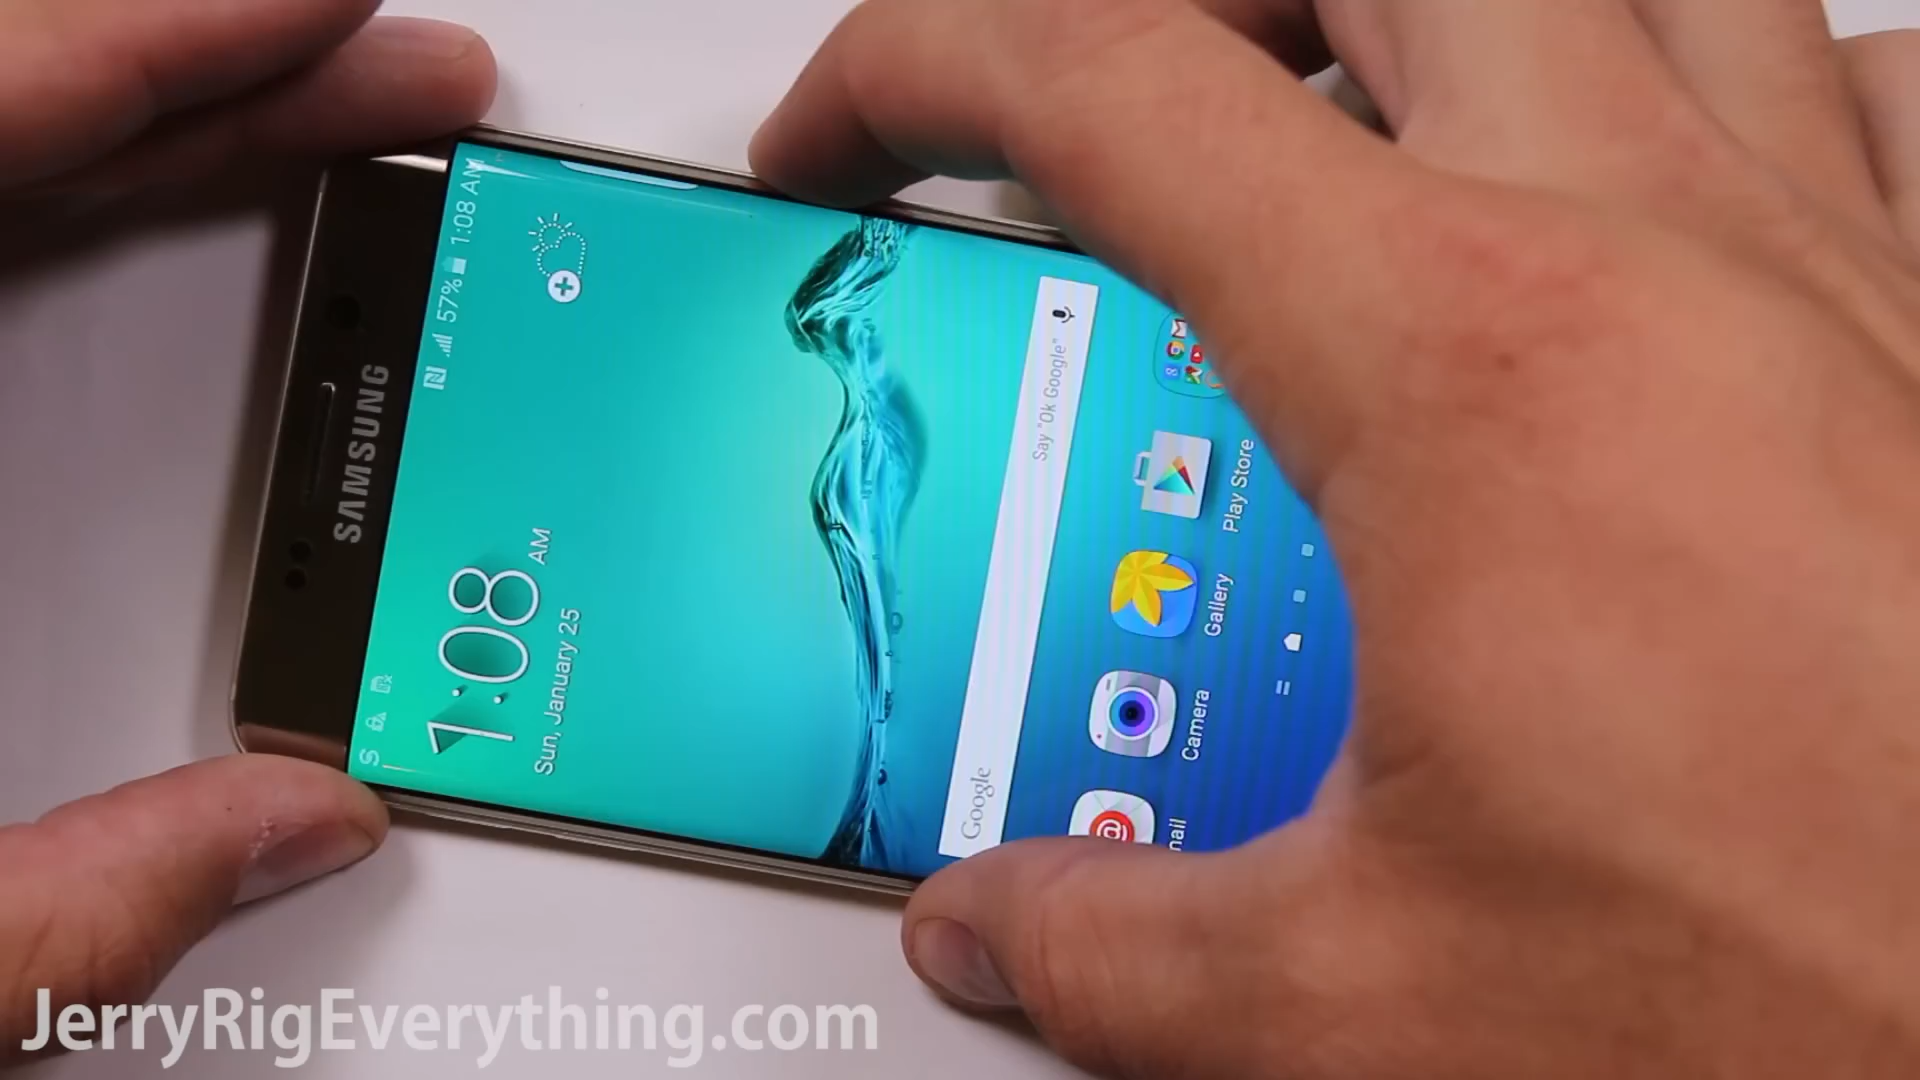 SAMSUNG
57% 1:08 AM
1:08 AM
Sun, January 25
Google
Say "Ok Google"
Camera
Gallery
Play Store
JerryRigEverything.com